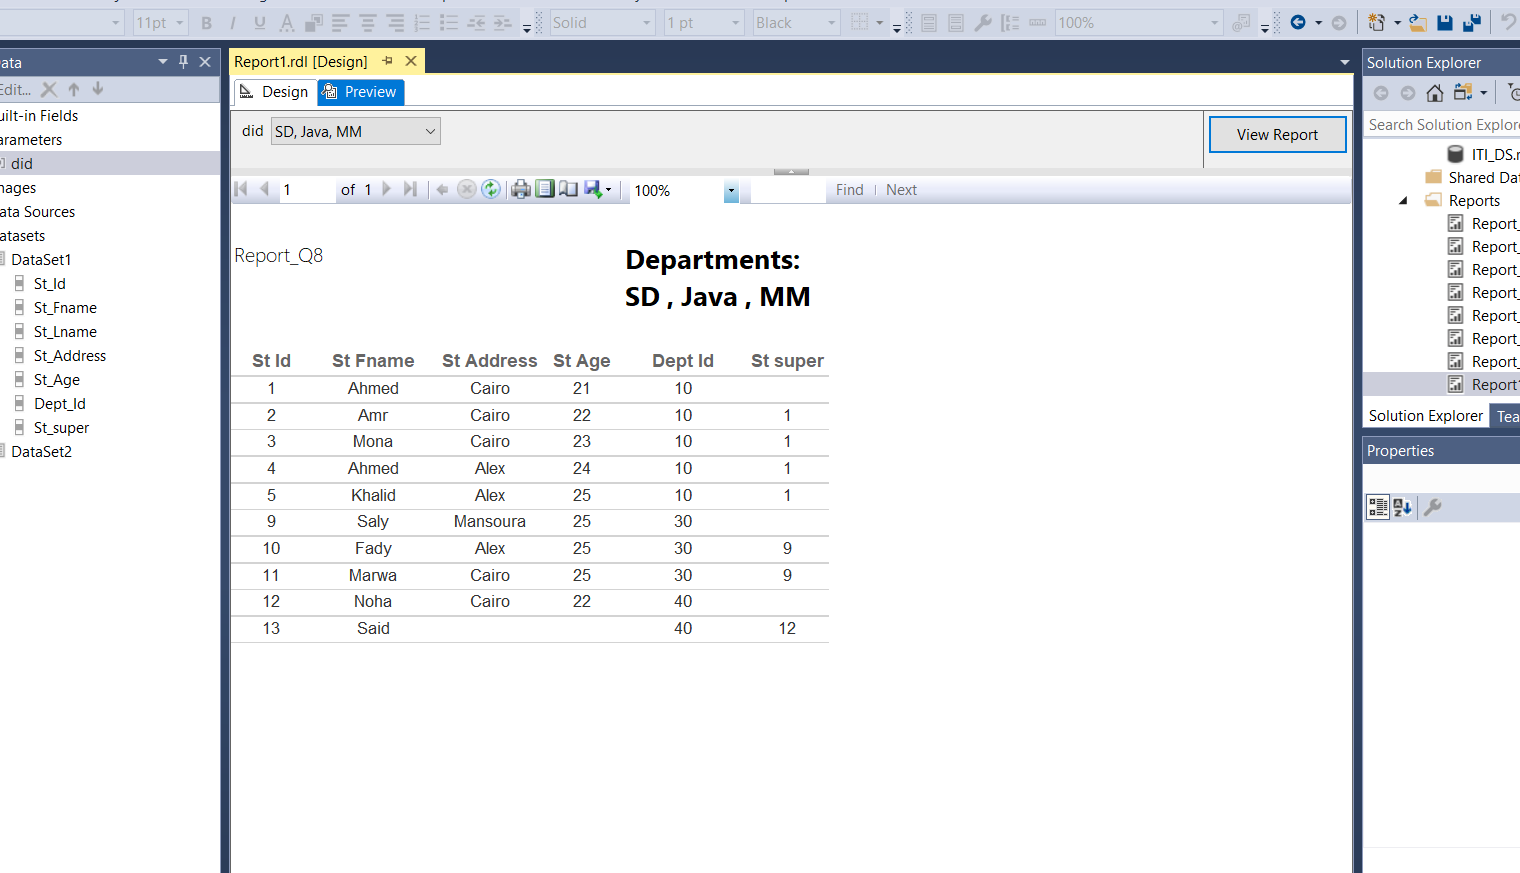 11pt B I U A Solid 1 pt Black 100%
ata
Edit...
uilt-in Fields
arameters
did
mages
ata Sources
atasets
DataSet1
St_Id
St_Fname
St_Lname
St_Address
St_Age
Dept_Id
St_super
DataSet2
Report1.rdl [Design]
Design Preview
did SD, Java, MM View Report
1 of 1 100% Find | Next
Report_Q8
Departments:
SD , Java , MM
St Id St Fname St Address St Age Dept Id St super
1 Ahmed Cairo 21 10
2 Amr Cairo 22 10 1
3 Mona Cairo 23 10 1
4 Ahmed Alex 24 10 1
5 Khalid Alex 25 10 1
9 Saly Mansoura 25 30
10 Fady Alex 25 30 9
11 Marwa Cairo 25 30 9
12 Noha Cairo 22 40
13 Said 40 12
Solution Explorer
Search Solution Explore
ITI_DS.r
Shared Dat
Reports
Report_
Report_
Report_
Report_
Report_
Report_
Report_
Report1
Solution Explorer Tea
Properties